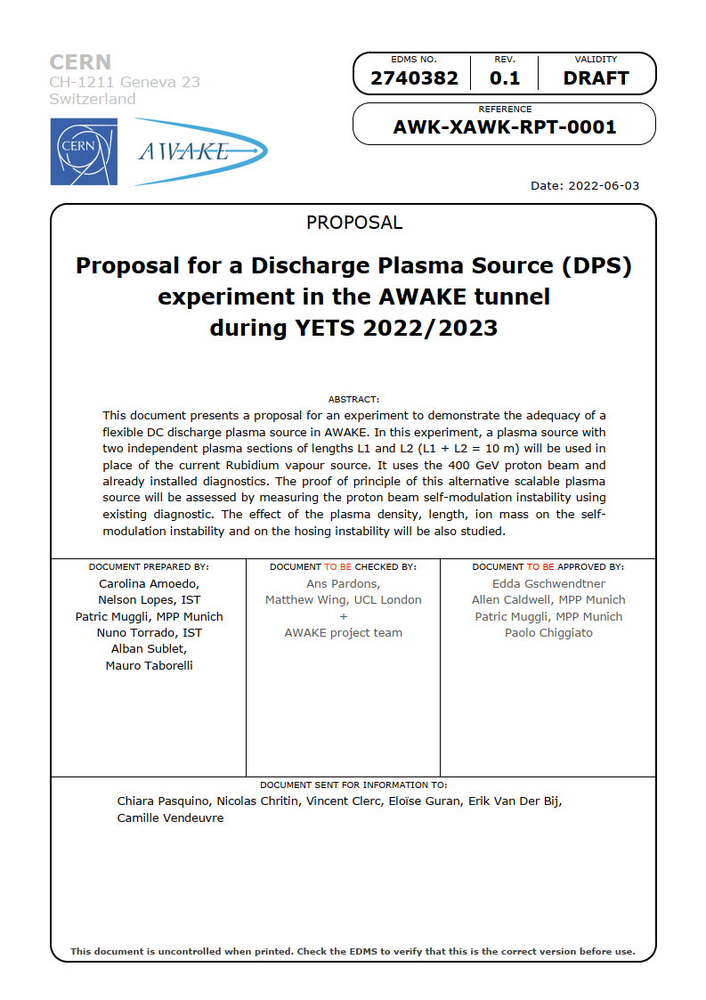 CERN
CH-1211 Geneva 23
Switzerland
CERN
AWAKE
EDMS NO.
REV.
VALIDITY
2740382
0.1
DRAFT
REFERENCE
AWK-XAWK-RPT-0001
Date: 2022-06-03
PROPOSAL
Proposal for a Discharge Plasma Source (DPS)
experiment in the AWAKE tunnel
during YETS 2022/2023
ABSTRACT:
This document presents a proposal for an experiment to demonstrate the adequacy of a
flexible DC discharge plasma source in AWAKE. In this experiment, a plasma source with
two independent plasma sections of lengths L1 and L2 (L1 + L2 = 10 m) will be used in
place of the current Rubidium vapour source. It uses the 400 GeV proton beam and
already installed diagnostics. The proof of principle of this alternative scalable plasma
source will be assessed by measuring the proton beam self-modulation instability using
existing diagnostic. The effect of the plasma density, length, ion mass on the self-
modulation instability and on the hosing instability will be also studied.
DOCUMENT PREPARED BY:
Carolina Amoedo,
Nelson Lopes, IST
Patric Muggli, MPP Munich
Nuno Torrado, IST
Alban Sublet,
Mauro Taborelli
DOCUMENT TO BE CHECKED BY:
Ans Pardons,
Matthew Wing, UCL London
+
AWAKE project team
DOCUMENT TO BE APPROVED BY:
Edda Gschwendtner
Allen Caldwell, MPP Munich
Patric Muggli, MPP Munich
Paolo Chiggiato
DOCUMENT SENT FOR INFORMATION TO:
Chiara Pasquino, Nicolas Chritin, Vincent Clerc, Eloïse Guran, Erik Van Der Bij,
Camille Vendeuvre
This document is uncontrolled when printed. Check the EDMS to verify that this is the correct version before use.